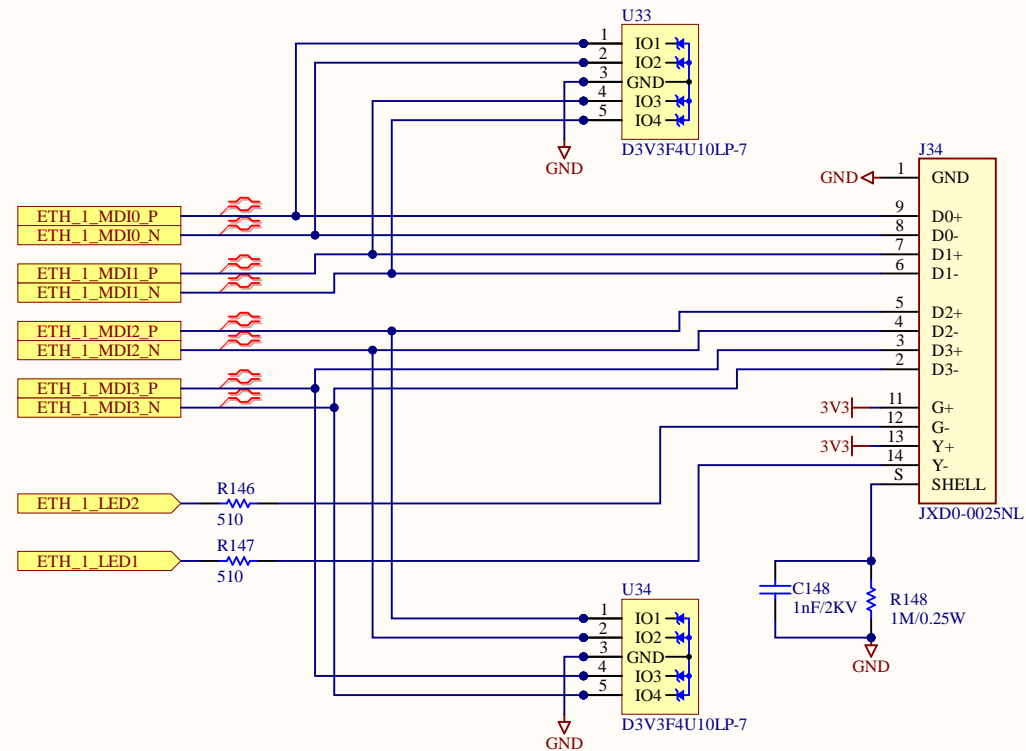 U33
1 IO1
2 IO2
3 GND
4 IO3
5 IO4
D3V3F4U10LP-7
GND
J34
GND 1 GND
ETH_1_MDI0_P 9 D0+
ETH_1_MDI0_N 8 D0-
7 D1+
ETH_1_MDI1_P 6 D1-
ETH_1_MDI1_N
5 D2+
ETH_1_MDI2_P 4 D2-
ETH_1_MDI2_N 3 D3+
2 D3-
ETH_1_MDI3_P
ETH_1_MDI3_N 3V3 11 G+
12 G-
3V3 13 Y+
14 Y-
S SHELL
JXD0-0025NL
R146
ETH_1_LED2
510
R147
ETH_1_LED1
510
C148
1nF/2KV
R148
1M/0.25W
GND
U34
1 IO1
2 IO2
3 GND
4 IO3
5 IO4
D3V3F4U10LP-7
GND